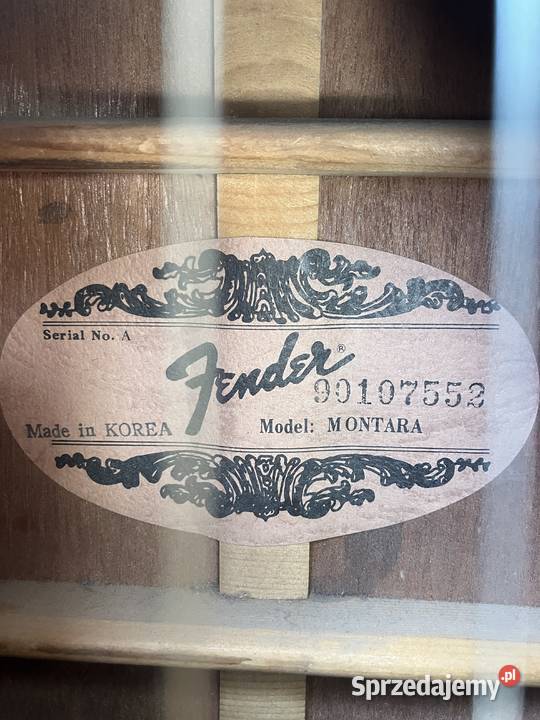 Serial No. A
Fender®
90107552
Made in KOREA
Model: MONTARA
Sprzedajemy.pl